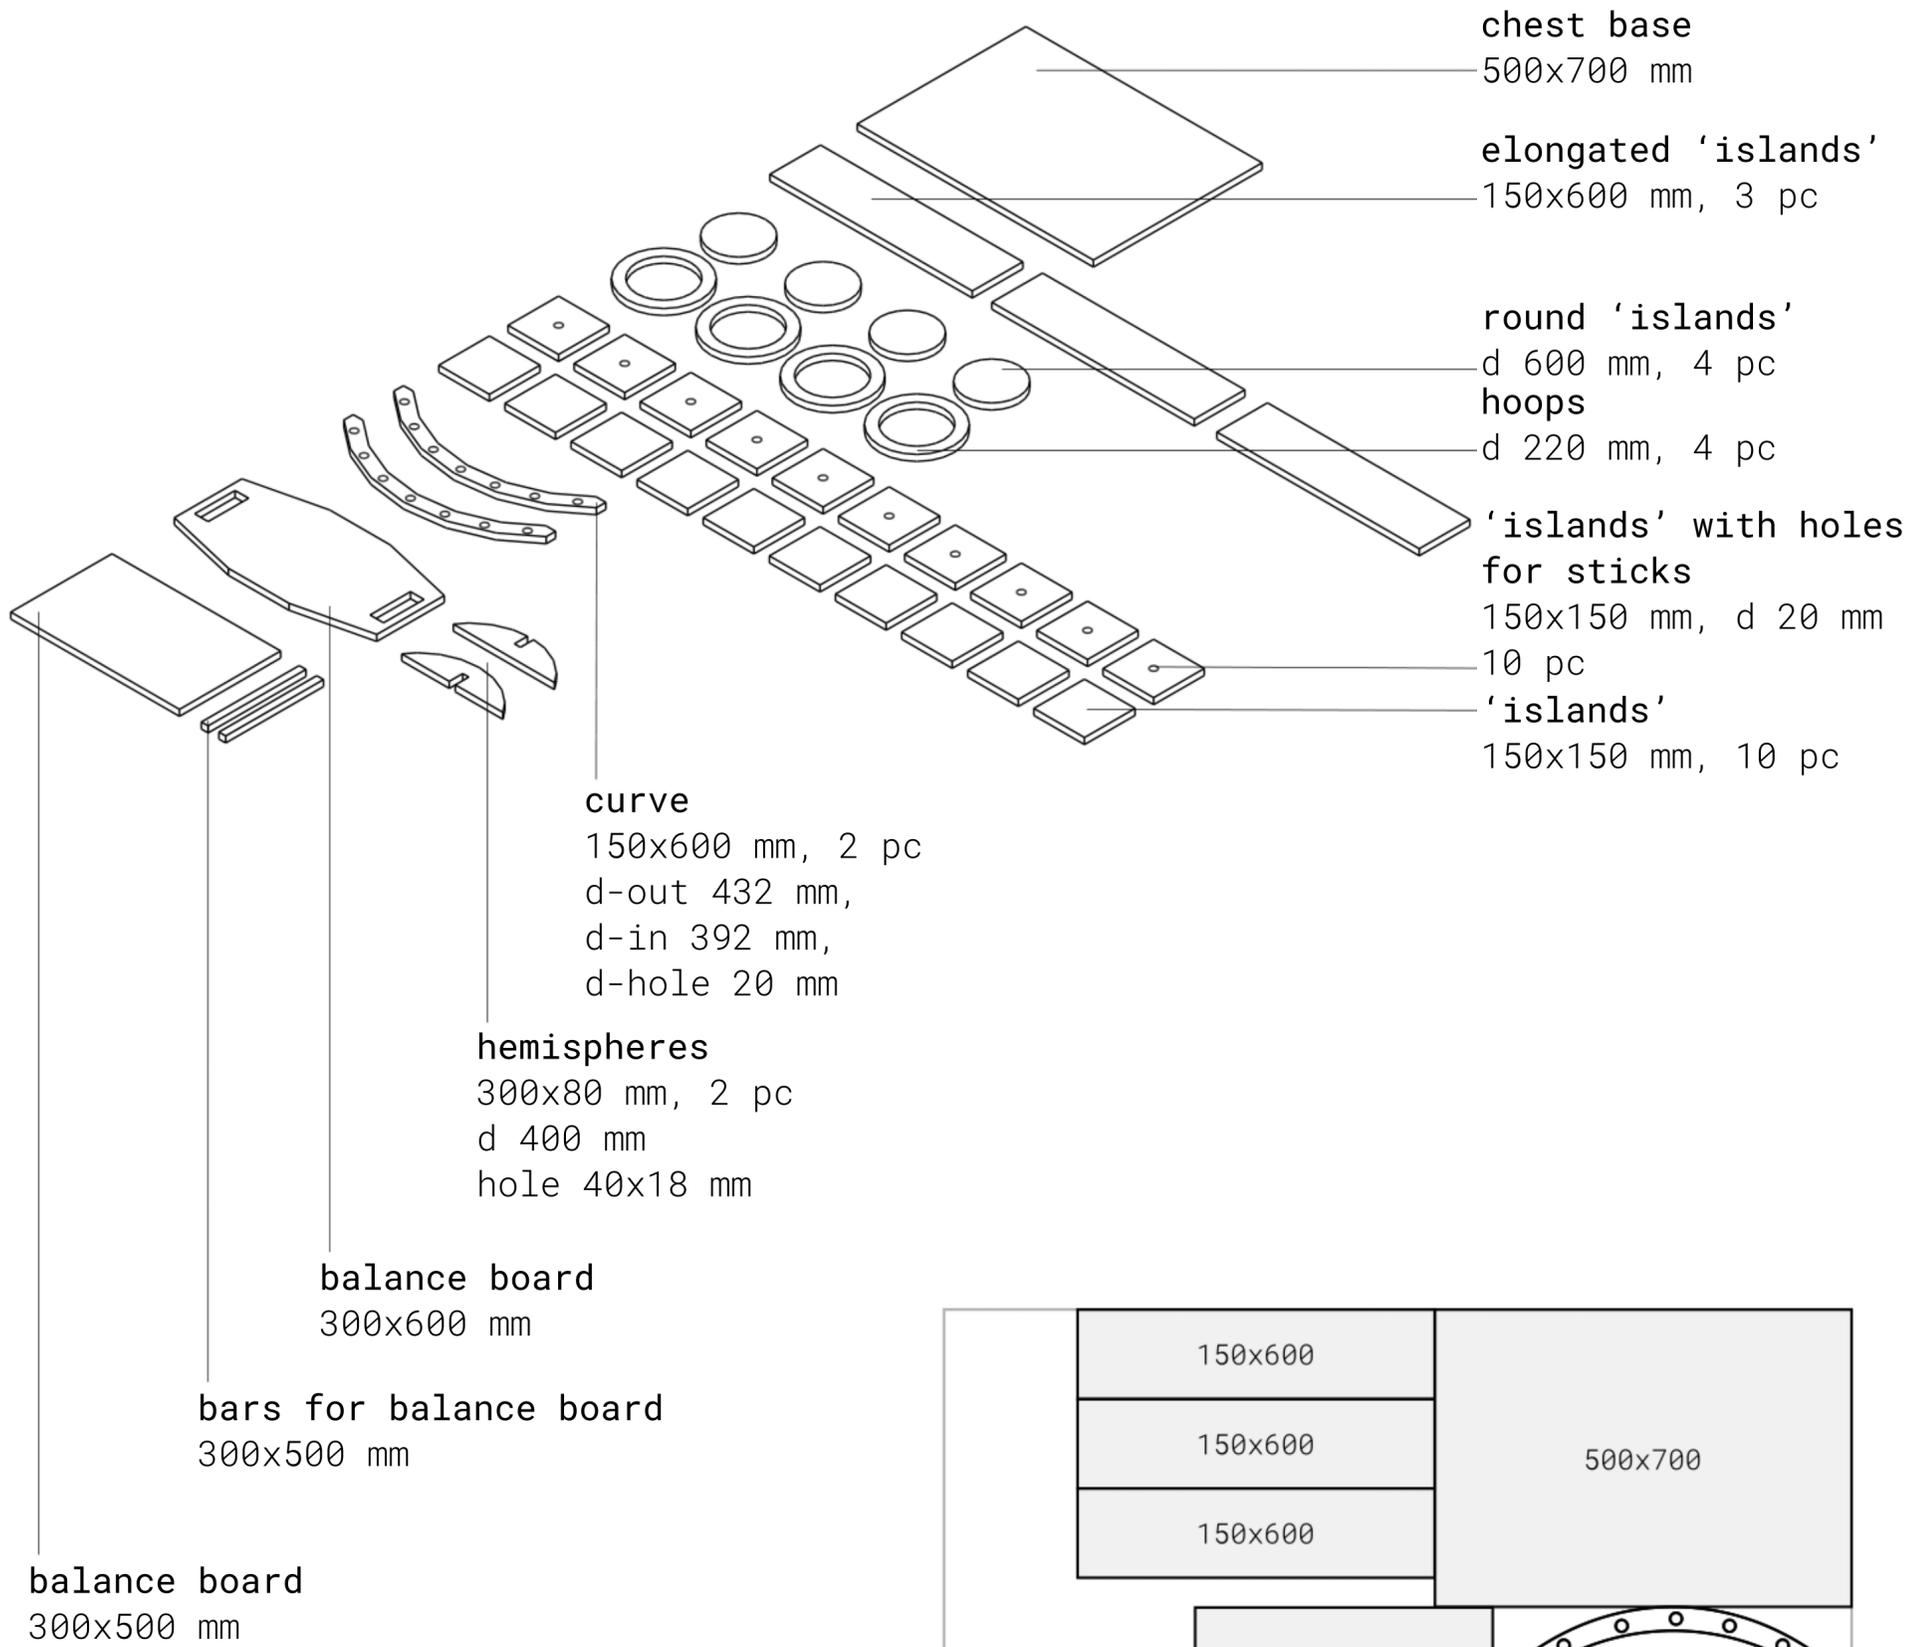 chest base
500x700 mm
elongated ‘islands’
150x600 mm, 3 pc
round ‘islands’
d 600 mm, 4 pc
hoops
d 220 mm, 4 pc
‘islands’ with holes
for sticks
150x150 mm, d 20 mm
10 pc
‘islands’
150x150 mm, 10 pc
curve
150x600 mm, 2 pc
d-out 432 mm,
d-in 392 mm,
d-hole 20 mm
hemispheres
300x80 mm, 2 pc
d 400 mm
hole 40x18 mm
balance board
300x600 mm
bars for balance board
300x500 mm
balance board
300x500 mm
150x600
150x600
150x600
500x700